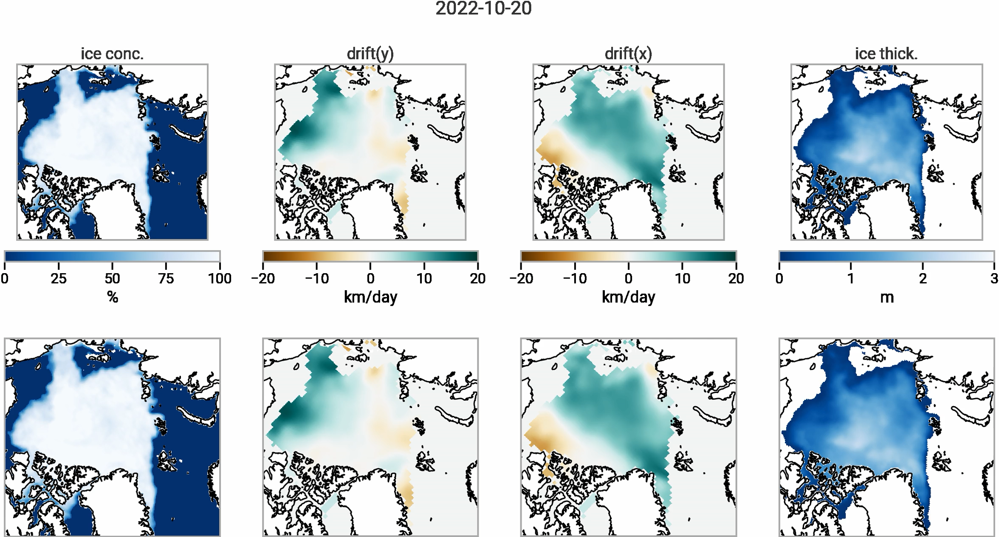 2022-10-20
ice conc. drift(y) drift(x) ice thick.
0 25 50 75 100 −20 −10 0 10 20 −20 −10 0 10 20 0 1 2 3
% km/day km/day m